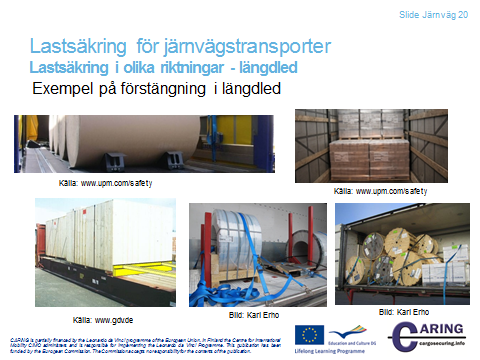 Slide Järnväg 20
Lastsäkring för järnvägstransporter
Lastsäkring i olika riktningar - längdled
Exempel på förstängning i längdled
Källa: www.upm.com/safety
Källa: www.upm.com/safety
Källa: www.gdv.de
Bild: Karl Erho
Bild: Karl Erho
CARING is partially financed by the Leonardo da Vinci programme of the European Union. In Finland the Centre for International
Mobility CIMO administers and is responsible for implementing the Leonardo da Vinci Programme. This publication has been
funded by the European Commission. The Commission accepts no responsibility for the contents of the publication.
Education and Culture DG
Lifelong Learning Programme
CARING
cargosecuring.info